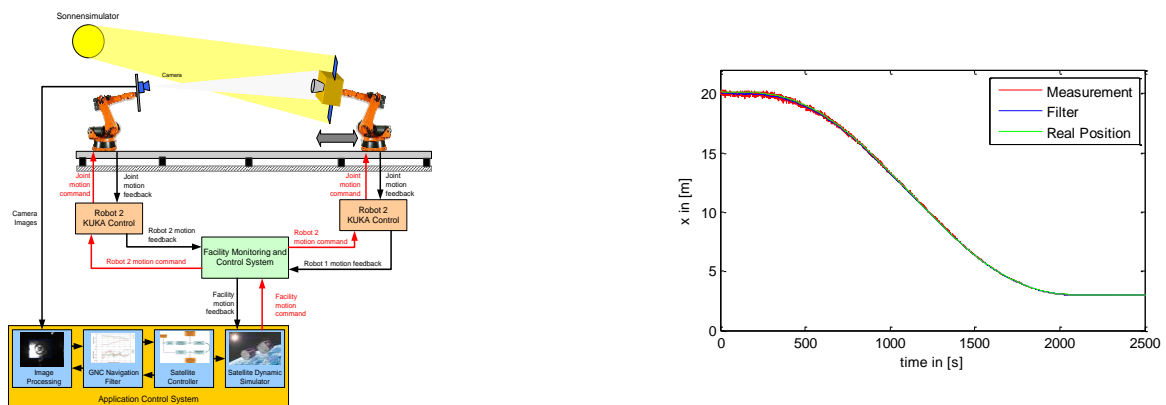 Sonnensimulator
Camera
Joint
motion
command
Joint
motion
feedback
Joint
motion
command
Joint
motion
feedback
Camera
Images
Robot 2
KUKA Control
Robot 2
KUKA Control
Robot 2 motion
feedback
Robot 2
motion command
Facility Monitoring and
Control System
Robot 2 motion command
Robot 1 motion feedback
Facility
motion
feedback
Facility
motion
command
Image
Processing
GNC Navigation
Filter
Satellite
Controller
Satellite Dynamic
Simulator
Application Control System
x in [m]
20
15
10
5
0
0
500
1000
1500
2000
2500
time in [s]
Measurement
Filter
Real Position